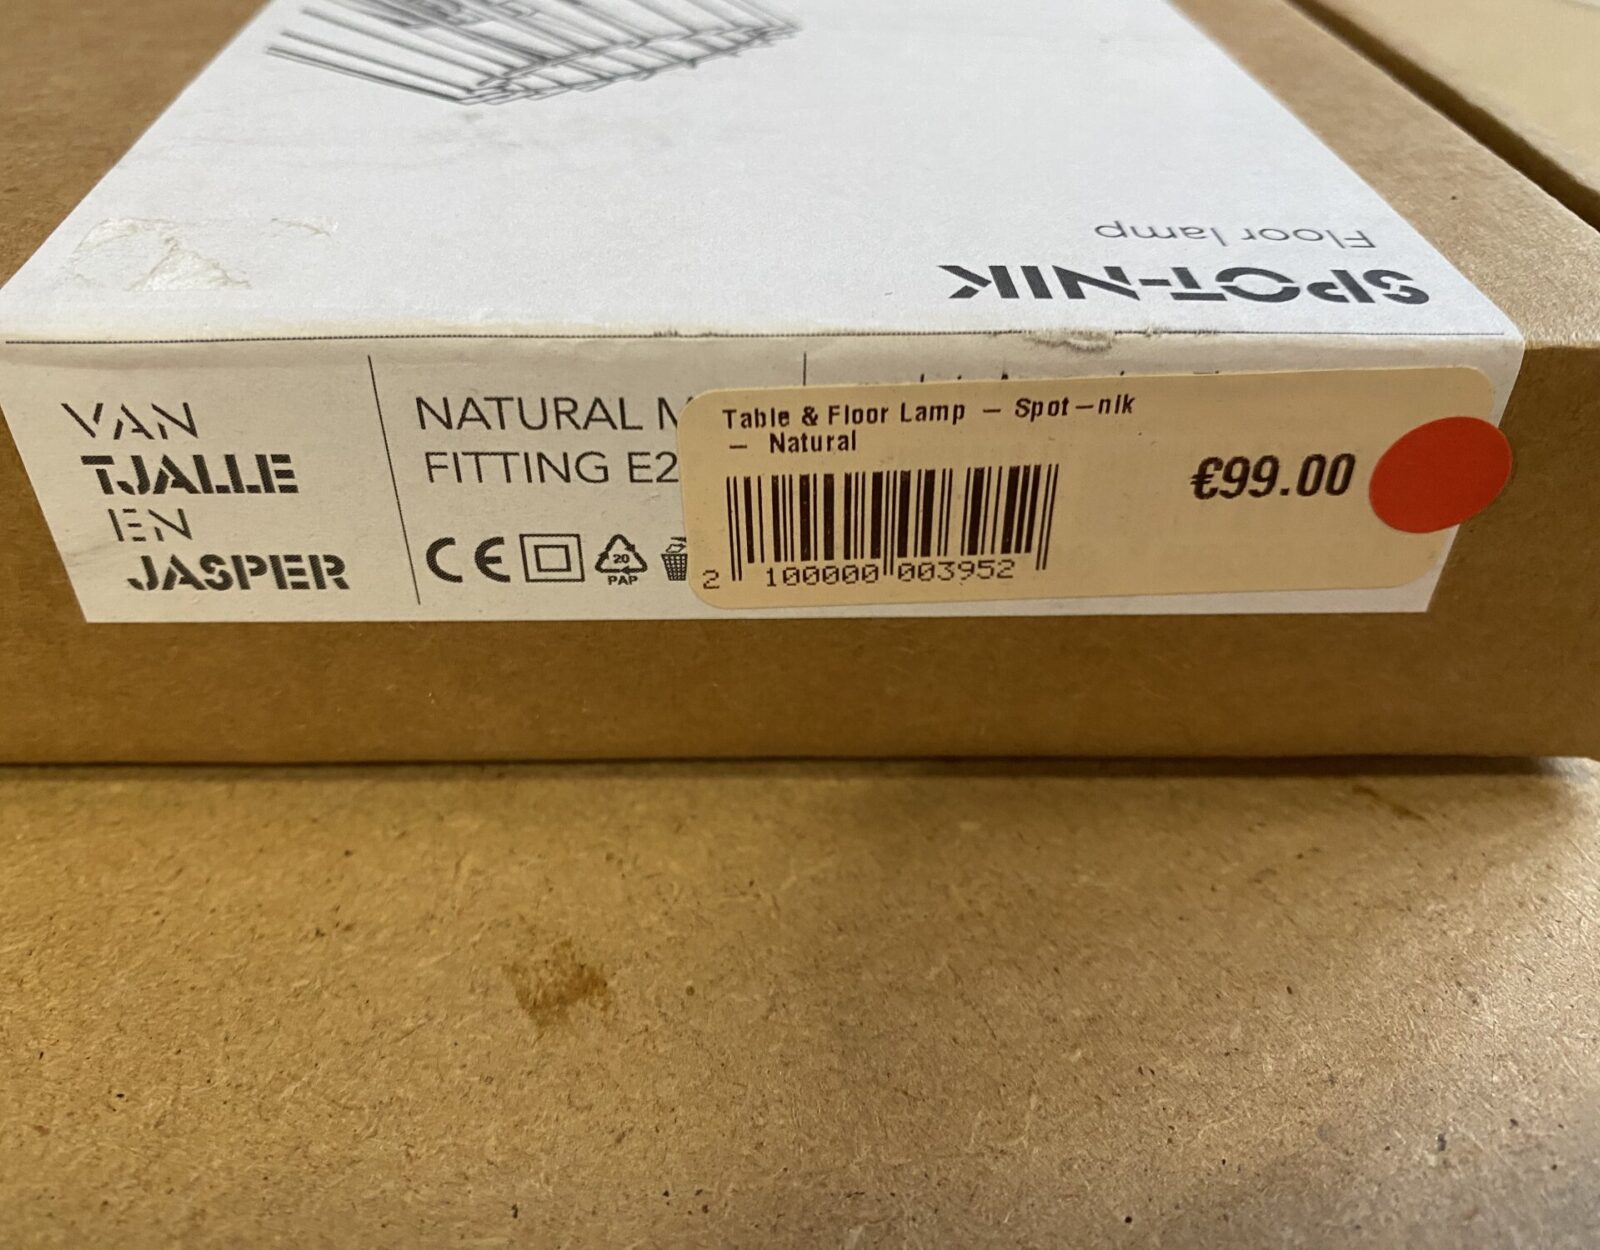 Floor lamp
SPOT-NIK
VAN
TJALLE
EN
JASPER
NATURAL
FITTING
CE
20
PAP
Table & Floor Lamp – Spot–nik
– Natural
€99.00
2 100000 003952